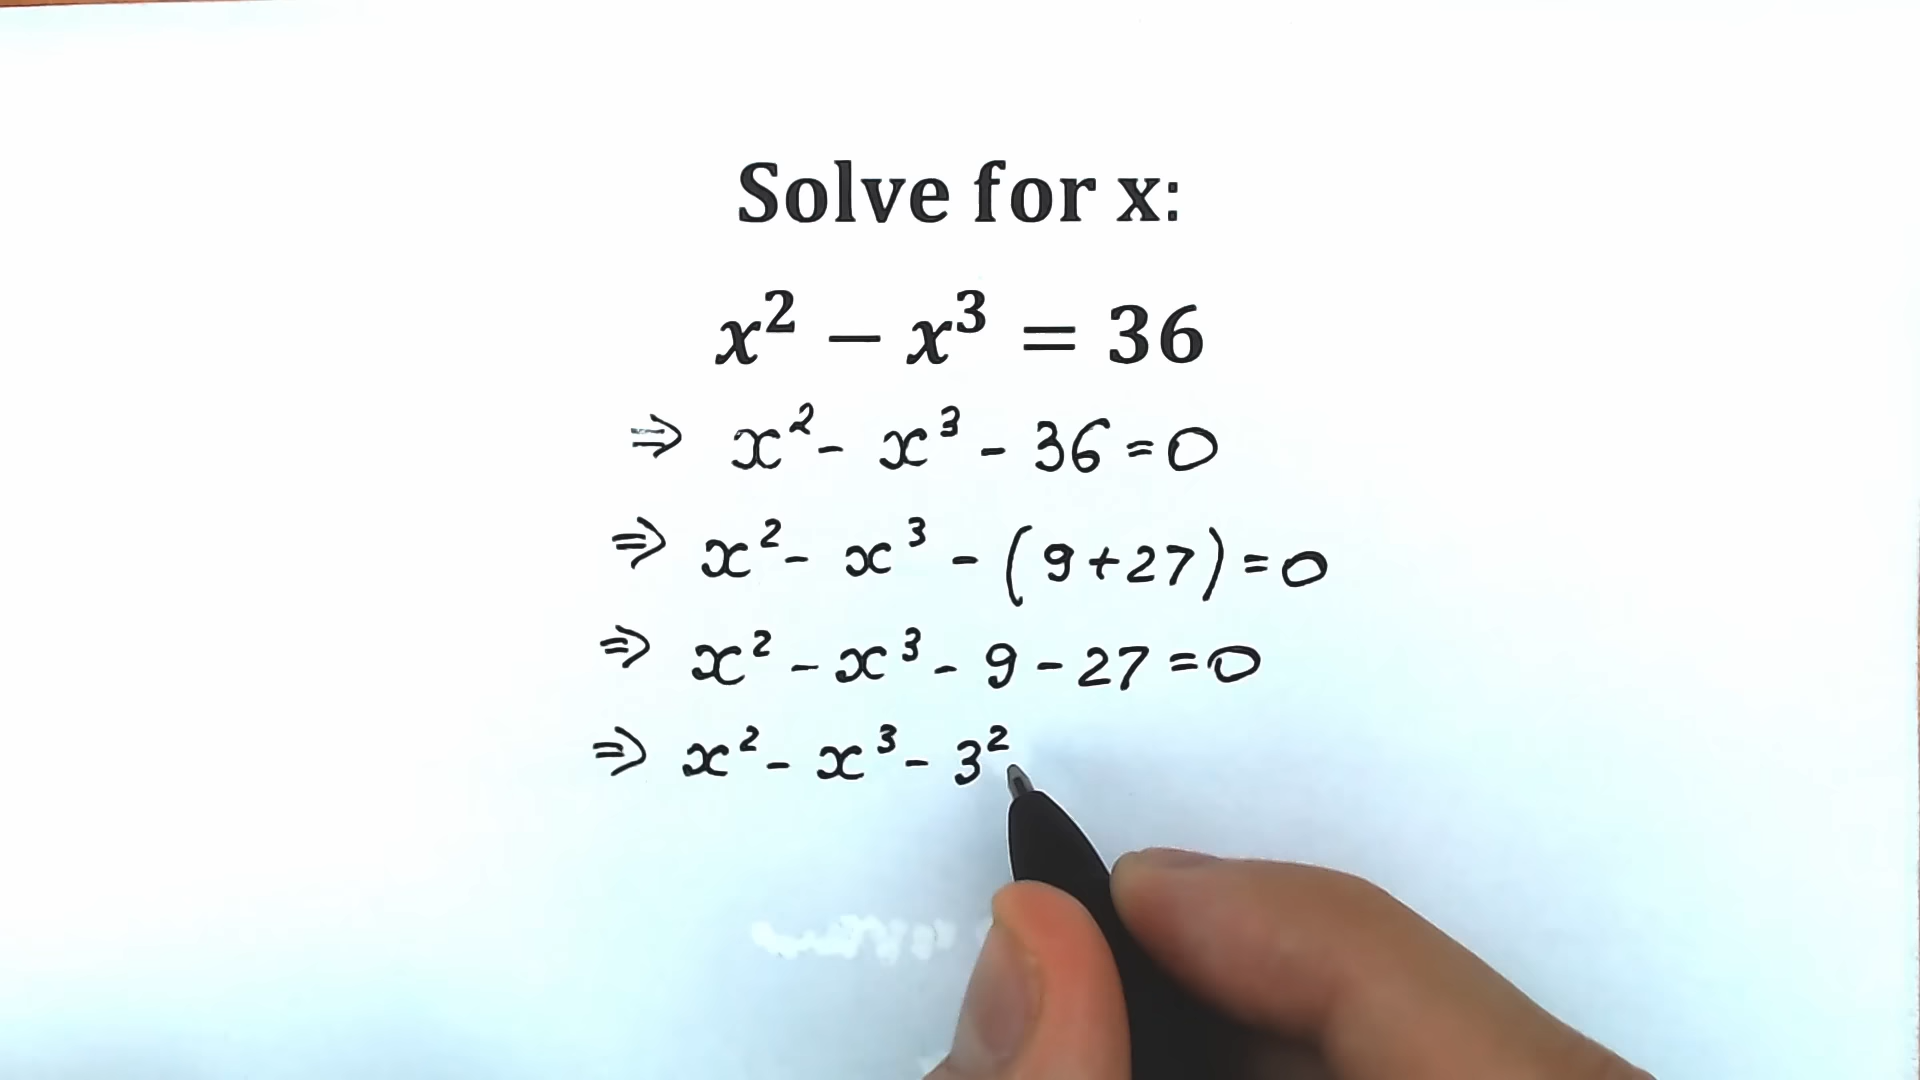 Solve for x:
x² − x³ = 36
⇒ x² - x³ - 36 = 0
⇒ x² - x³ - (9+27) = 0
⇒ x² - x³ - 9 - 27 = 0
⇒ x² - x³ - 3²